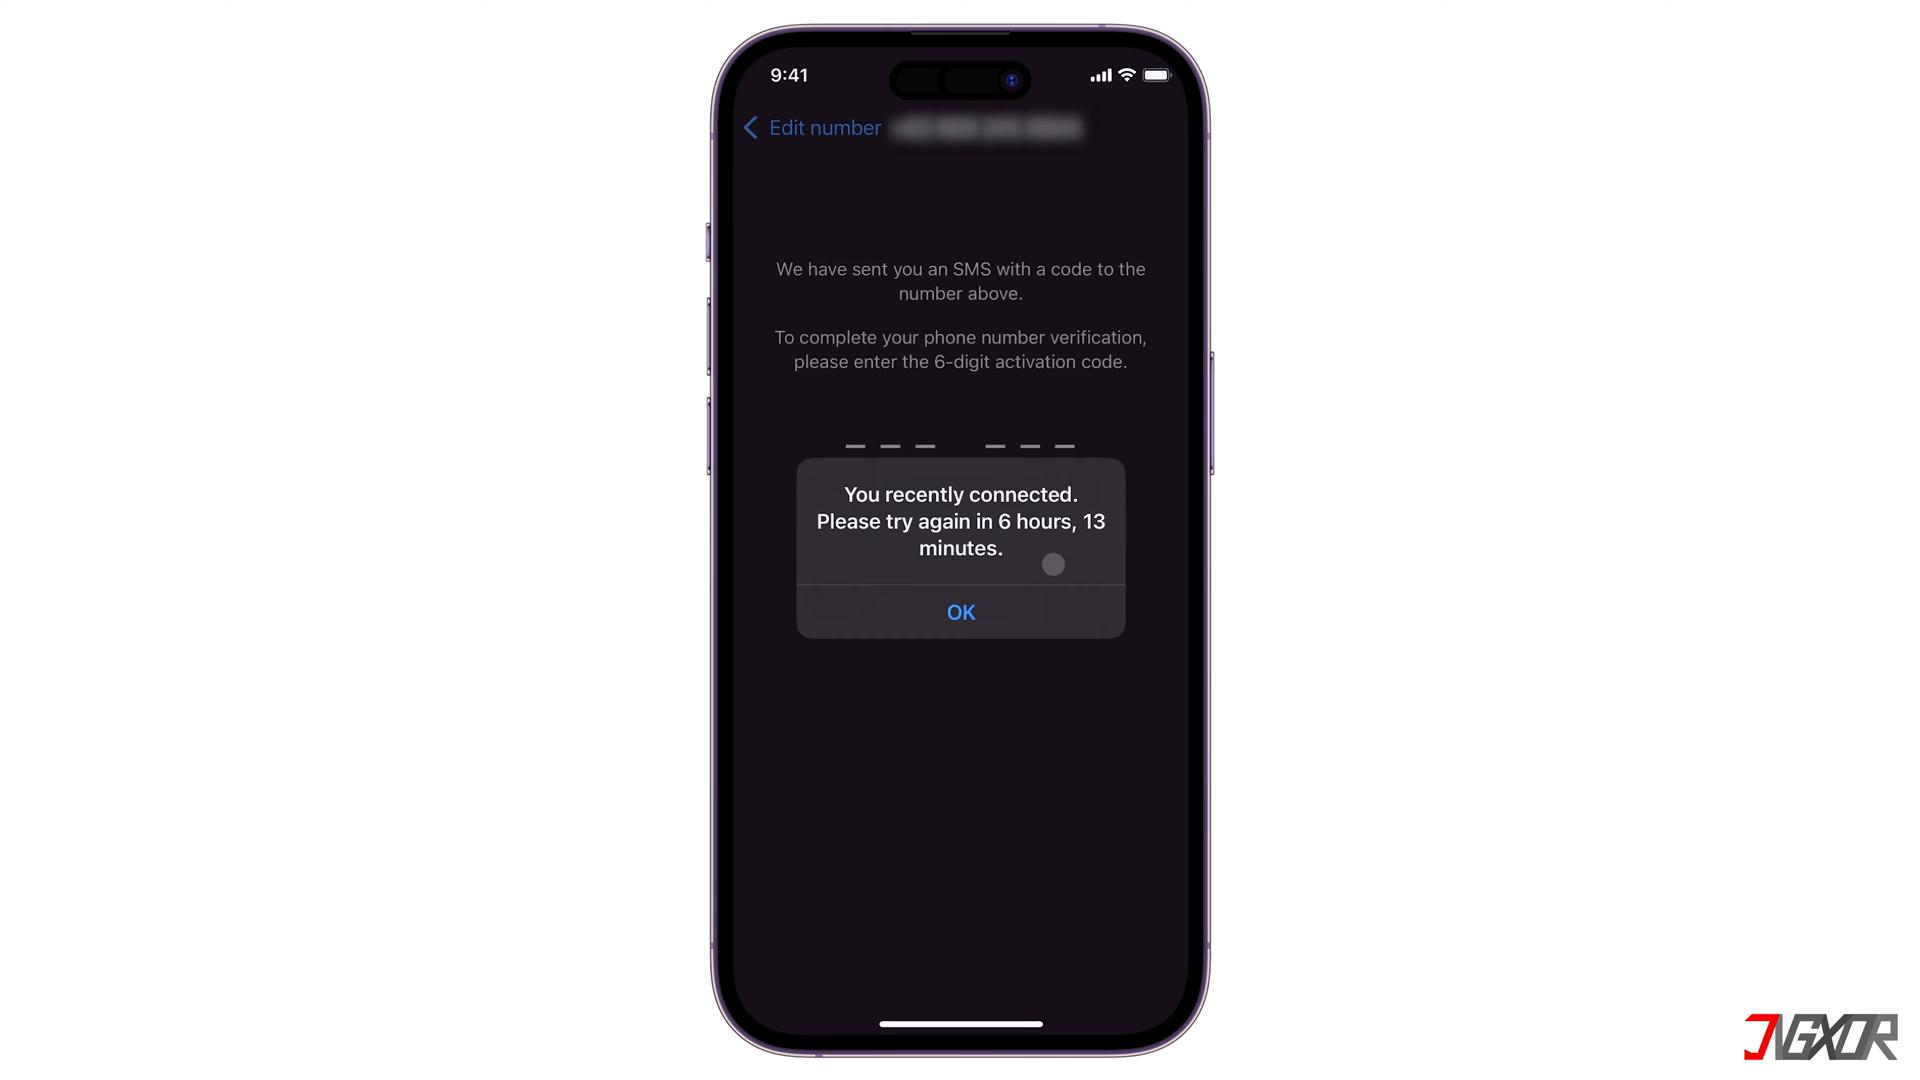 9:41
Edit number
We have sent you an SMS with a code to the
number above.
To complete your phone number verification,
please enter the 6-digit activation code.
You recently connected.
Please try again in 6 hours, 13
minutes.
OK
JIGXOR